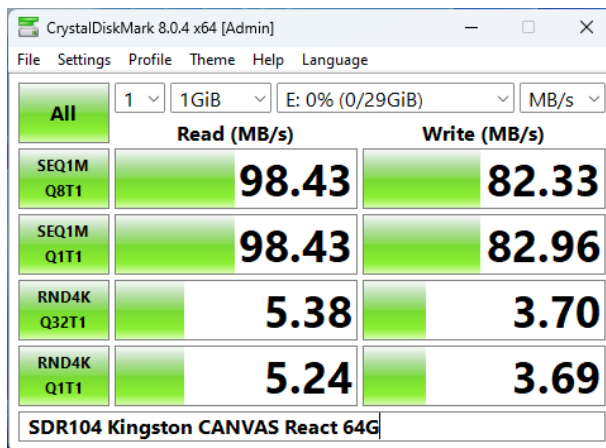 CrystalDiskMark 8.0.4 x64 [Admin]
File Settings Profile Theme Help Language
All 1 1GiB E: 0% (0/29GiB) MB/s
Read (MB/s) Write (MB/s)
SEQ1M
Q8T1 98.43 82.33
SEQ1M
Q1T1 98.43 82.96
RND4K
Q32T1 5.38 3.70
RND4K
Q1T1 5.24 3.69
SDR104 Kingston CANVAS React 64G